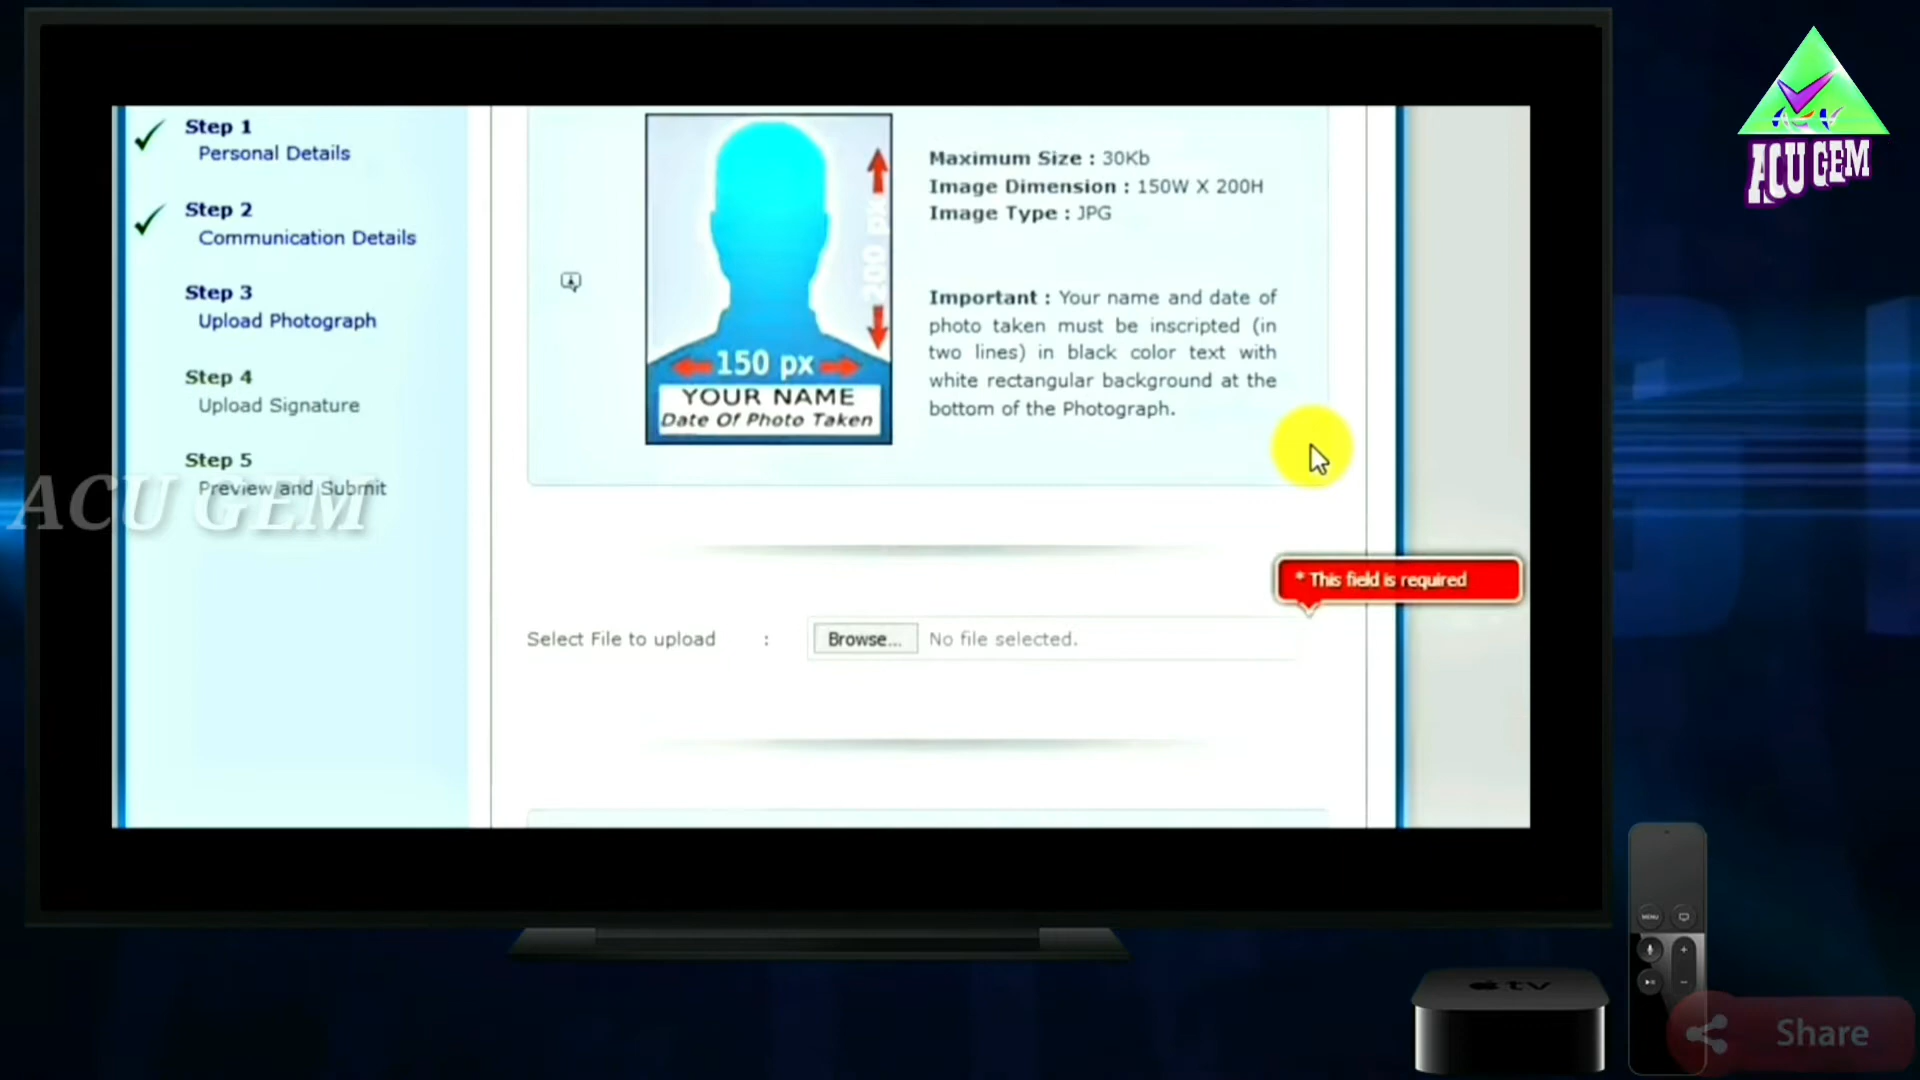 Step 1
Personal Details
Step 2
Communication Details
Step 3
Upload Photograph
Step 4
Upload Signature
Step 5
Preview and Submit
200 px
150 px
YOUR NAME
Date Of Photo Taken
Maximum Size : 30Kb
Image Dimension : 150W X 200H
Image Type : JPG
Important : Your name and date of
photo taken must be inscripted (in
two lines) in black color text with
white rectangular background at the
bottom of the Photograph.
* This field is required
Select File to upload :
Browse...
No file selected.
ACU GEM
ACU GEM
tv
MENU
Share